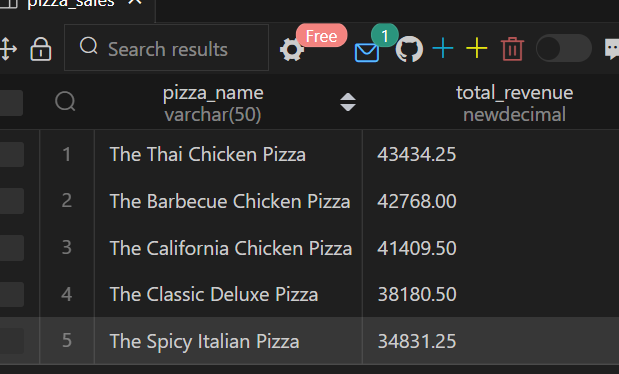 pizza_sales
Search results
Free
1
pizza_name
varchar(50)
total_revenue
newdecimal
1 The Thai Chicken Pizza 43434.25
2 The Barbecue Chicken Pizza 42768.00
3 The California Chicken Pizza 41409.50
4 The Classic Deluxe Pizza 38180.50
5 The Spicy Italian Pizza 34831.25